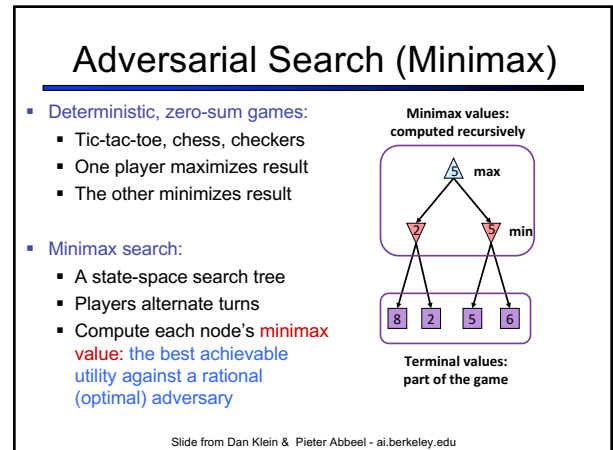 Adversarial Search (Minimax)
▪ Deterministic, zero-sum games:
▪ Tic-tac-toe, chess, checkers
▪ One player maximizes result
▪ The other minimizes result
▪ Minimax search:
▪ A state-space search tree
▪ Players alternate turns
▪ Compute each node's minimax
value: the best achievable
utility against a rational
(optimal) adversary
Minimax values:
computed recursively
5 max
2 5 min
8 2 5 6
Terminal values:
part of the game
Slide from Dan Klein & Pieter Abbeel - ai.berkeley.edu